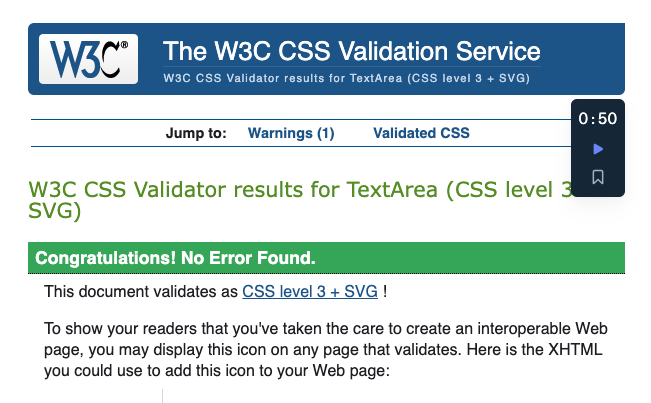 W3C®
The W3C CSS Validation Service
W3C CSS Validator results for TextArea (CSS level 3 + SVG)
0:50
Jump to: Warnings (1) Validated CSS
W3C CSS Validator results for TextArea (CSS level 3
SVG)
Congratulations! No Error Found.
This document validates as CSS level 3 + SVG !
To show your readers that you've taken the care to create an interoperable Web
page, you may display this icon on any page that validates. Here is the XHTML
you could use to add this icon to your Web page: